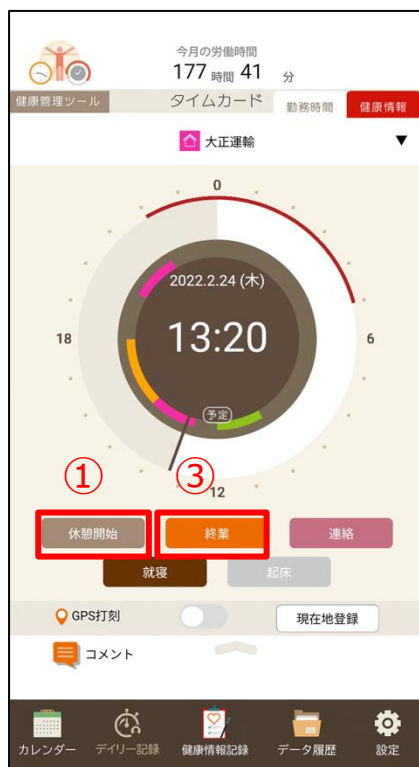 今月の労働時間
177 時間 41 分
健康管理ツール
タイムカード
勤務時間
健康情報
大正運輸
▼
0
2022.2.24 (木)
13:20
18
6
予定
① ③
12
休憩開始
終業
連絡
就寝
起床
GPS打刻
現在地登録
コメント
カレンダー
デイリー記録
健康情報記録
データ履歴
設定